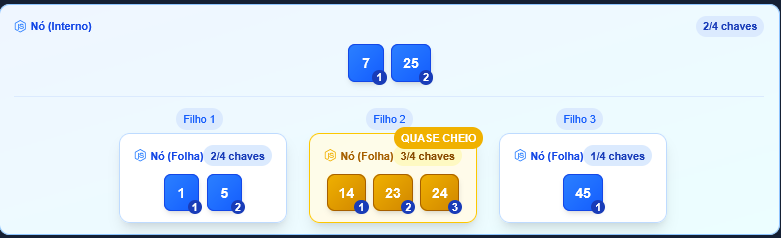 Nó (Interno) 2/4 chaves
7 1 25 2
Filho 1 Filho 2 Filho 3
QUASE CHEIO
Nó (Folha) 2/4 chaves
1 1 5 2
Nó (Folha) 3/4 chaves
14 1 23 2 24 3
Nó (Folha) 1/4 chaves
45 1